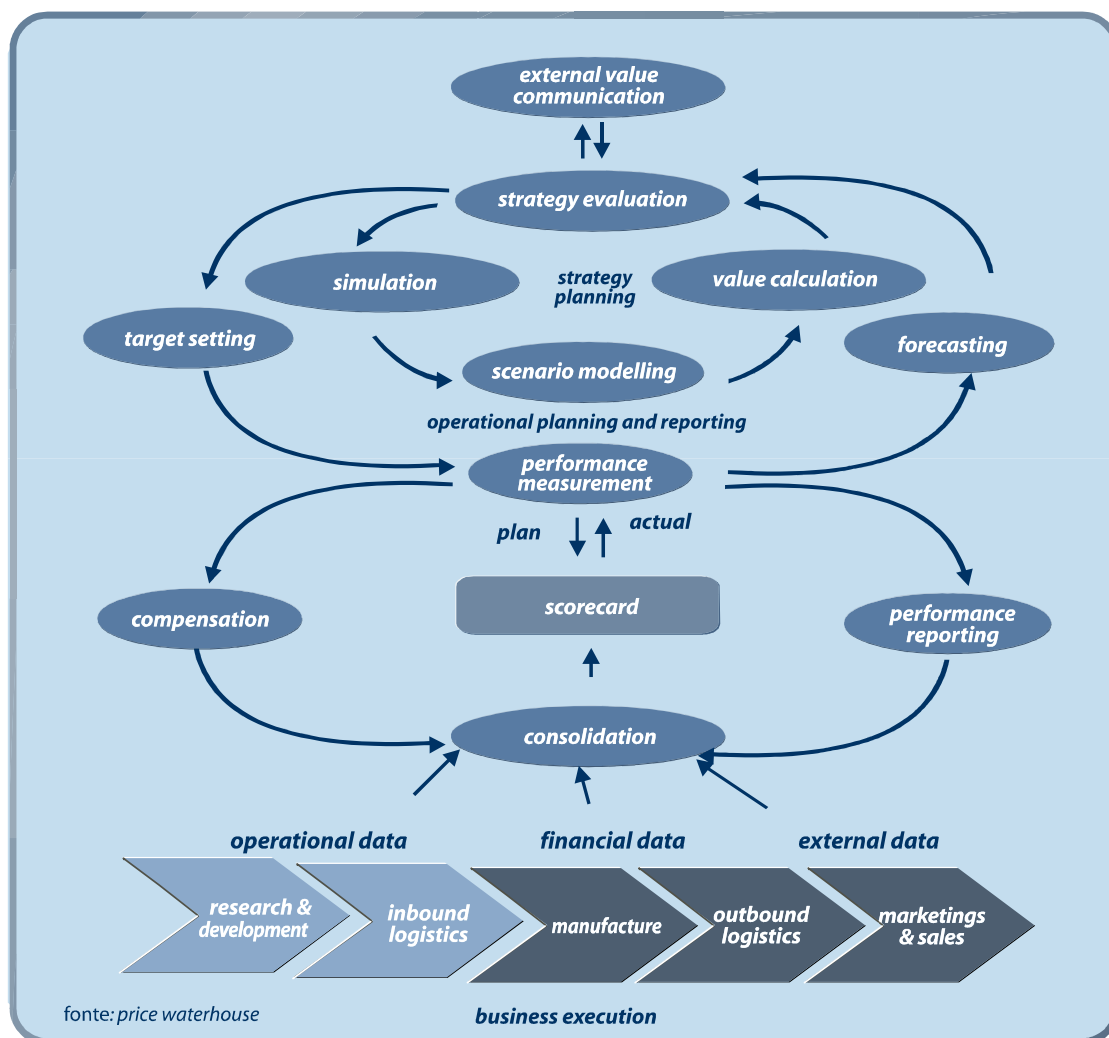 external value
communication
strategy evaluation
simulation
strategy
planning
value calculation
target setting
forecasting
scenario modelling
operational planning and reporting
performance
measurement
plan
actual
scorecard
compensation
performance
reporting
consolidation
operational data
financial data
external data
research &
development
inbound
logistics
manufacture
outbound
logistics
marketings
& sales
fonte: price waterhouse
business execution